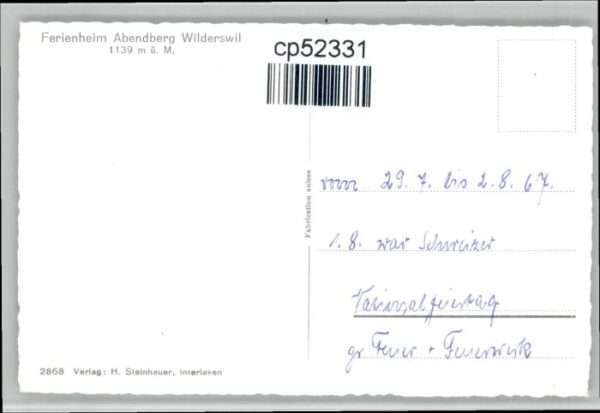 Ferienheim Abendberg Wilderswil
1139 m ü. M.
cp52331
Fabrication suisse
vom 29. 7. bis 2. 8. 67.
1. 8. war Schweizer
Nationalfeiertag
gr Feuer + Feuerwerk
2868 Verlag: H. Steinhauer, Interlaken